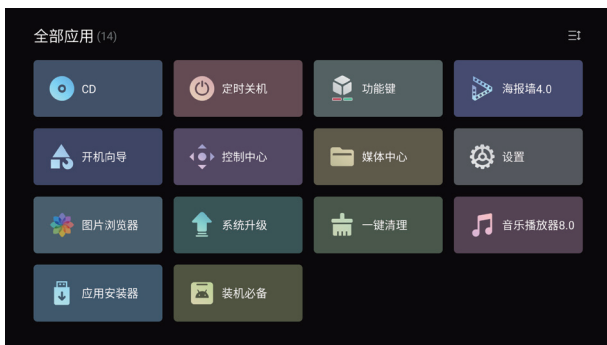 全部应用(14)
CD
定时关机
功能键
海报墙4.0
开机向导
控制中心
媒体中心
设置
图片浏览器
系统升级
一键清理
音乐播放器8.0
应用安装器
装机必备